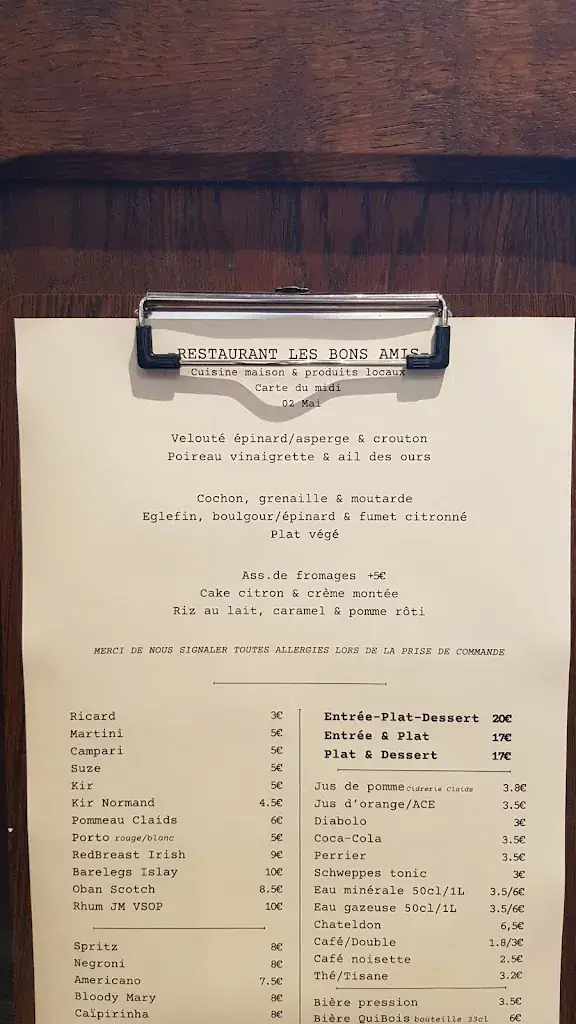 -RESTAURANT LES BONS AMIS-
Cuisine maison & produits locaux
Carte du midi
02 Mai
Velouté épinard/asperge & crouton
Poireau vinaigrette & ail des ours
Cochon, grenaille & moutarde
Eglefin, boulgour/épinard & fumet citronné
Plat végé
Ass.de fromages +5€
Cake citron & crème montée
Riz au lait, caramel & pomme rôti
MERCI DE NOUS SIGNALER TOUTES ALLERGIES LORS DE LA PRISE DE COMMANDE
Ricard 3€
Martini 5€
Campari 5€
Suze 5€
Kir 5€
Kir Normand 4.5€
Pommeau Claids 6€
Porto rouge/blanc 5€
RedBreast Irish 9€
Barelegs Islay 10€
Oban Scotch 8.5€
Rhum JM VSOP 10€
Spritz 8€
Negroni 8€
Americano 7.5€
Bloody Mary 8€
Caïpirinha 8€
Entrée-Plat-Dessert 20€
Entrée & Plat 17€
Plat & Dessert 17€
Jus de pomme Cidrerie Claids 3.8€
Jus d'orange/ACE 3.5€
Diabolo 3€
Coca-Cola 3.5€
Perrier 3.5€
Schweppes tonic 3€
Eau minérale 50cl/1L 3.5/6€
Eau gazeuse 50cl/1L 3.5/6€
Chateldon 6,5€
Café/Double 1.8/3€
Café noisette 2.5€
Thé/Tisane 3.2€
Bière pression 3.5€
Bière QuiBois bouteille 33cl 6€